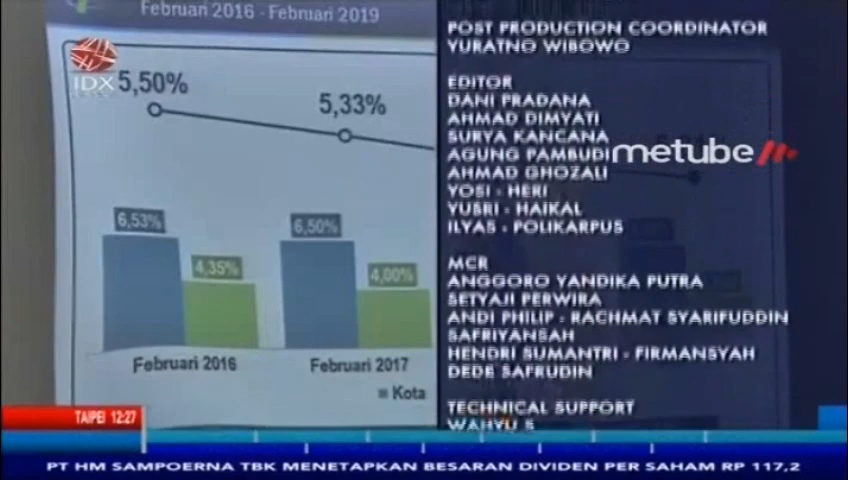 Februari 2016 - Februari 2019
IDX
5,50%
5,33%
6,53%
4,35%
6,50%
4,00%
Februari 2016
Februari 2017
Kota
POST PRODUCTION COORDINATOR
YURATNO WIBOWO
EDITOR
DANI PRADANA
AHMAD DIMYATI
SURYA KANCANA
AGUNG PAMBUDI
AHMAD GHOZALI
YOSI - HERI
YUSRI - HAIKAL
ILYAS - POLIKARPUS
metube
MCR
ANGGORO YANDIKA PUTRA
SETYAJI PERWIRA
ANDI PHILIP - RACHMAT SYARIFUDDIN
SAFRIYANSAH
HENDRI SUMANTRI - FIRMANSYAH
DEDE SAFRUDIN
TECHNICAL SUPPORT
WAHYU S
TAIPEI 12:27
PT HM SAMPOERNA TBK MENETAPKAN BESARAN DIVIDEN PER SAHAM RP 117,2